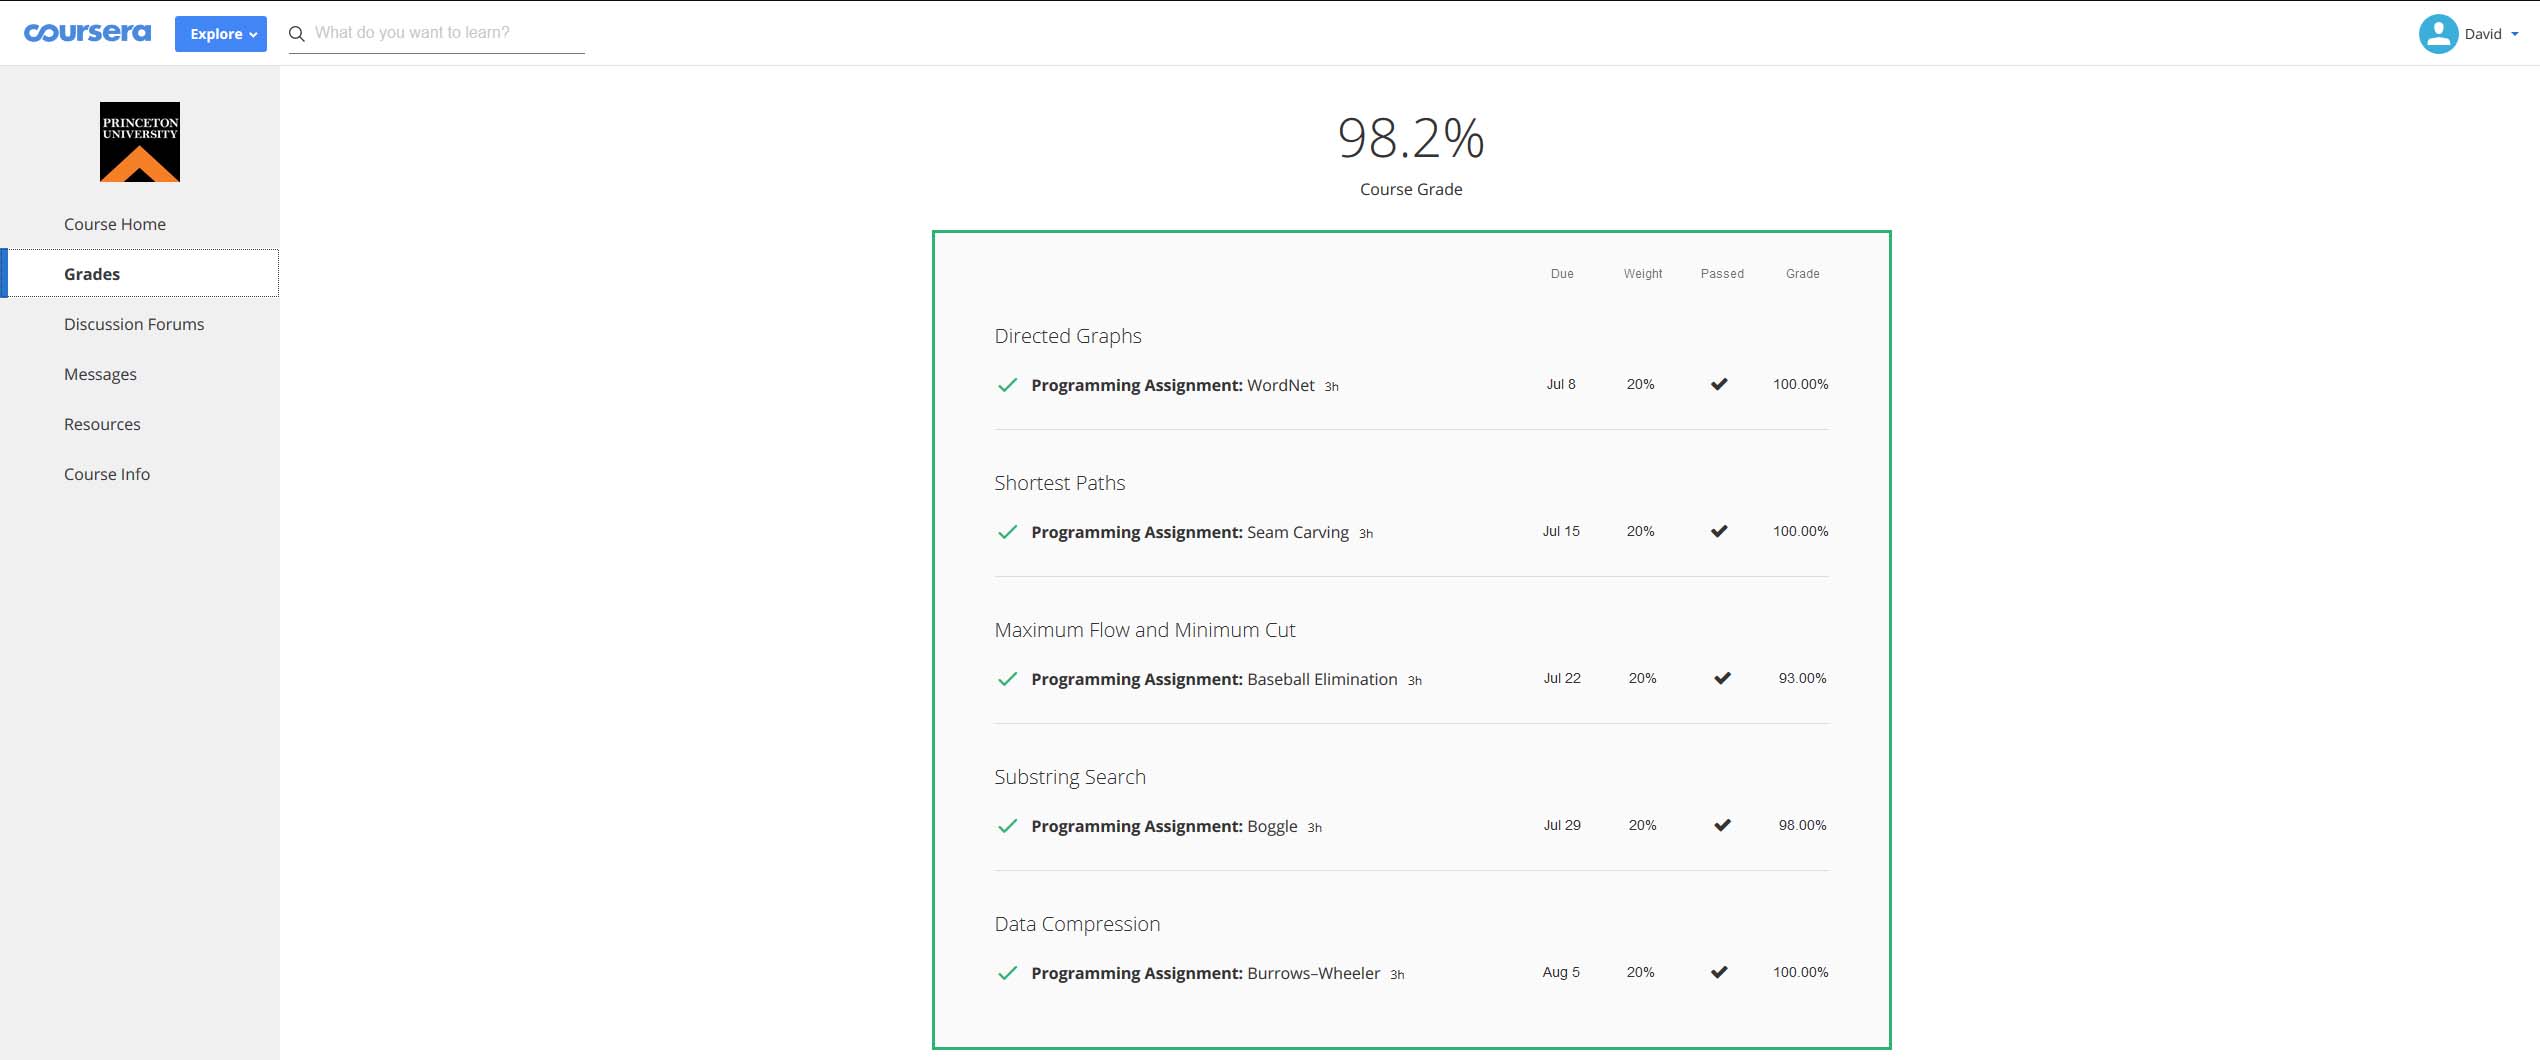 coursera Explore What do you want to learn? David
PRINCETON
UNIVERSITY
Course Home
Grades
Discussion Forums
Messages
Resources
Course Info
98.2%
Course Grade
Due Weight Passed Grade
Directed Graphs
Programming Assignment: WordNet 3h Jul 8 20% 100.00%
Shortest Paths
Programming Assignment: Seam Carving 3h Jul 15 20% 100.00%
Maximum Flow and Minimum Cut
Programming Assignment: Baseball Elimination 3h Jul 22 20% 93.00%
Substring Search
Programming Assignment: Boggle 3h Jul 29 20% 98.00%
Data Compression
Programming Assignment: Burrows–Wheeler 3h Aug 5 20% 100.00%